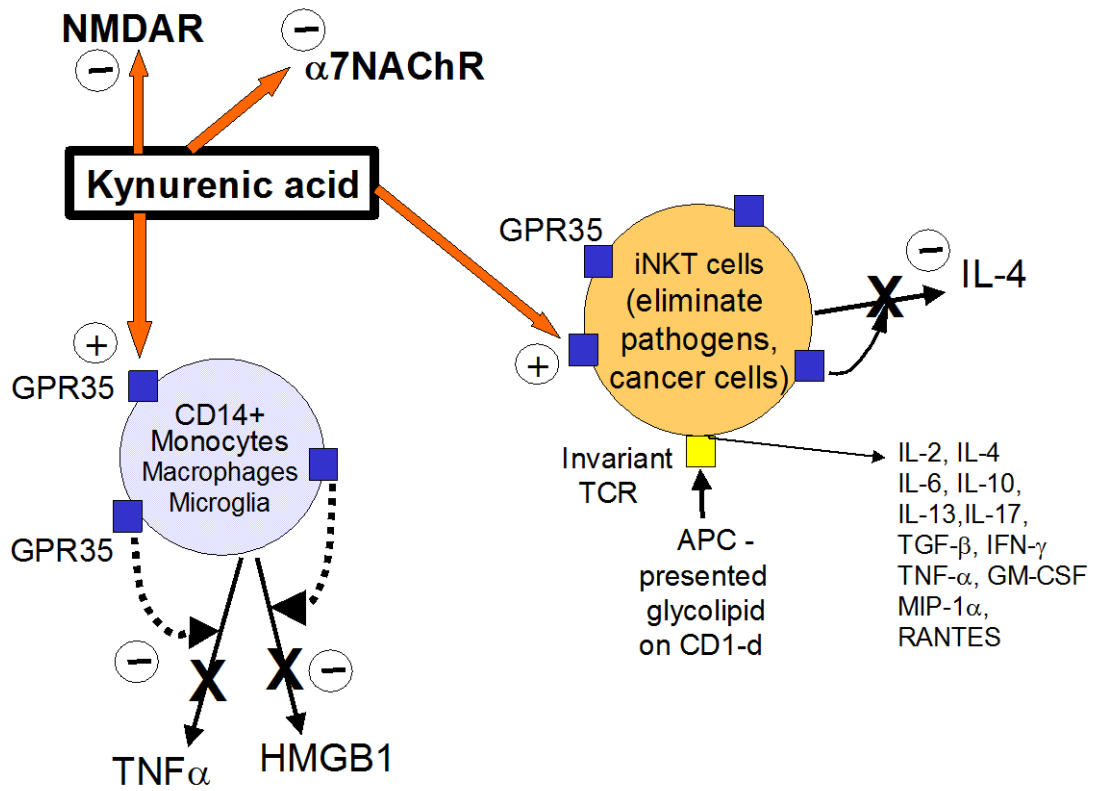 NMDAR
−
−
α7NAChR
Kynurenic acid
GPR35
+
GPR35
CD14+
Monocytes
Macrophages
Microglia
GPR35
−
X
X
−
TNFα
HMGB1
+
iNKT cells
(eliminate
pathogens,
cancer cells)
−
X
IL-4
Invariant
TCR
APC -
presented
glycolipid
on CD1-d
IL-2, IL-4
IL-6, IL-10,
IL-13,IL-17,
TGF-β, IFN-γ
TNF-α, GM-CSF
MIP-1α,
RANTES